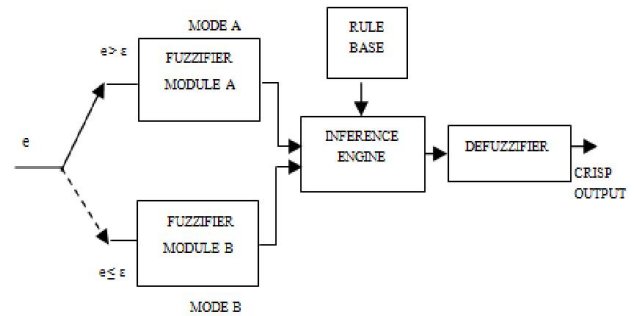 MODE A
e> ε
FUZZIFIER
MODULE A
RULE
BASE
e
INFERENCE
ENGINE
DEFUZZIFIER
CRISP
OUTPUT
FUZZIFIER
MODULE B
e≤ ε
MODE B